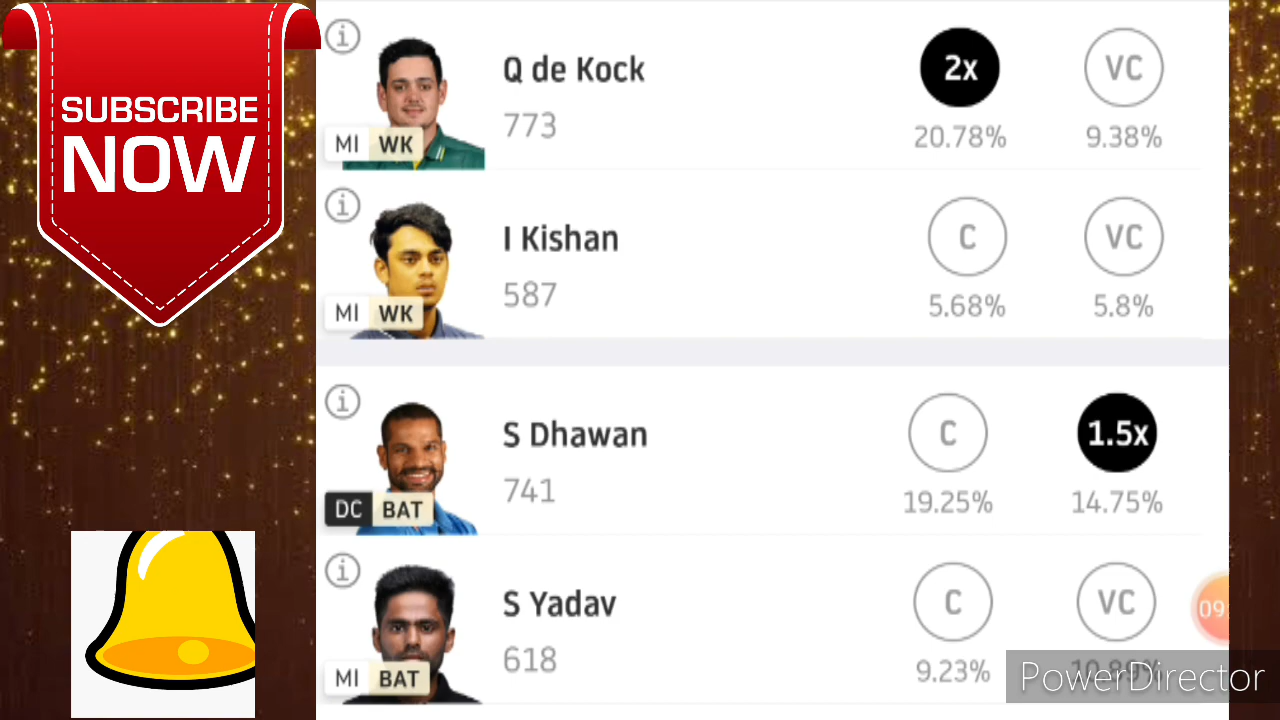 SUBSCRIBE
NOW
i
Q de Kock
773
MI WK
2x
20.78%
VC
9.38%
i
I Kishan
587
MI WK
C
5.68%
VC
5.8%
i
S Dhawan
741
DC BAT
C
19.25%
1.5x
14.75%
i
S Yadav
618
MI BAT
C
9.23%
VC
09
PowerDirector